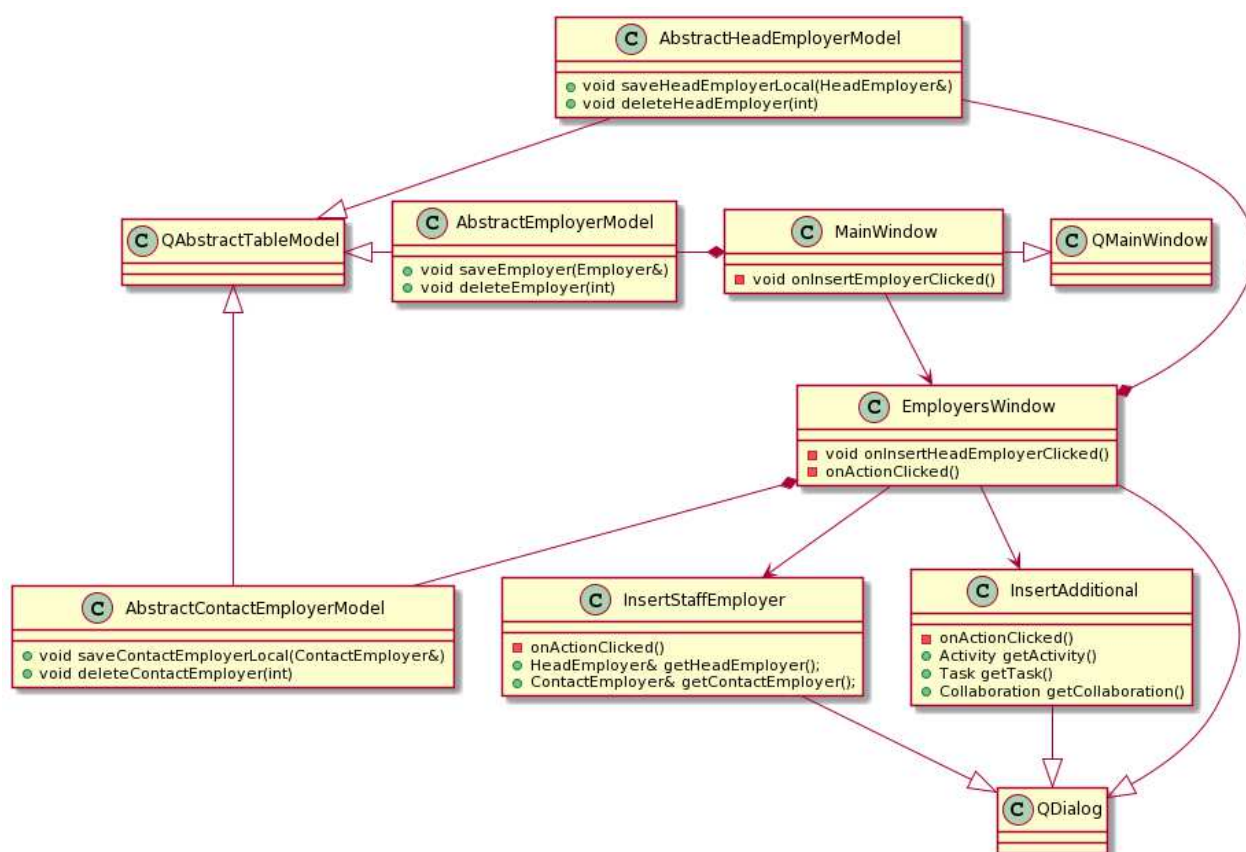 C AbstractHeadEmployerModel
void saveHeadEmployerLocal(HeadEmployer&)
void deleteHeadEmployer(int)
C QAbstractTableModel
C AbstractEmployerModel
void saveEmployer(Employer&)
void deleteEmployer(int)
C MainWindow
void onInsertEmployerClicked()
C QMainWindow
C EmployersWindow
void onInsertHeadEmployerClicked()
onActionClicked()
C AbstractContactEmployerModel
void saveContactEmployerLocal(ContactEmployer&)
void deleteContactEmployer(int)
C InsertStaffEmployer
onActionClicked()
HeadEmployer& getHeadEmployer();
ContactEmployer& getContactEmployer();
C InsertAdditional
onActionClicked()
Activity getActivity()
Task getTask()
Collaboration getCollaboration()
C QDialog